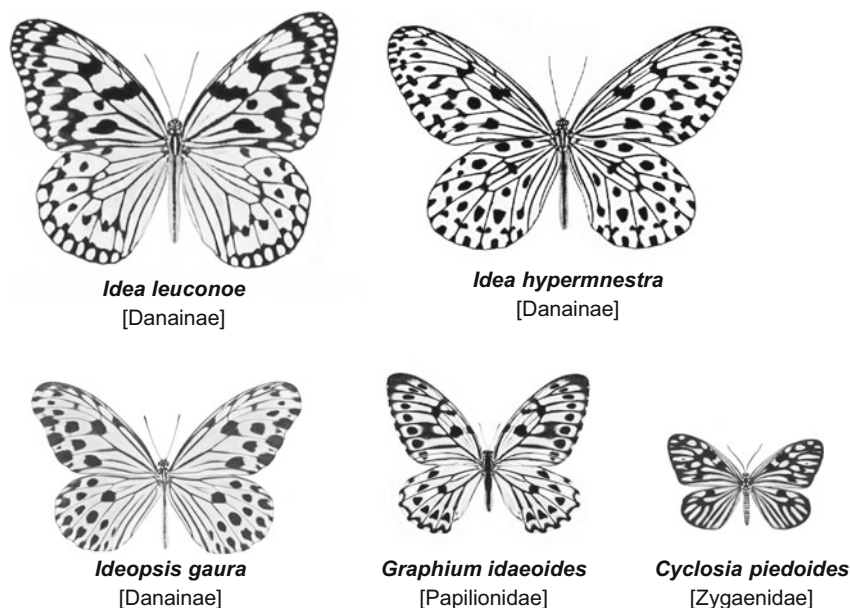 Idea leuconoe
[Danainae]
Idea hypermnestra
[Danainae]
Ideopsis gaura
[Danainae]
Graphium idaeoides
[Papilionidae]
Cyclosia piedoides
[Zygaenidae]